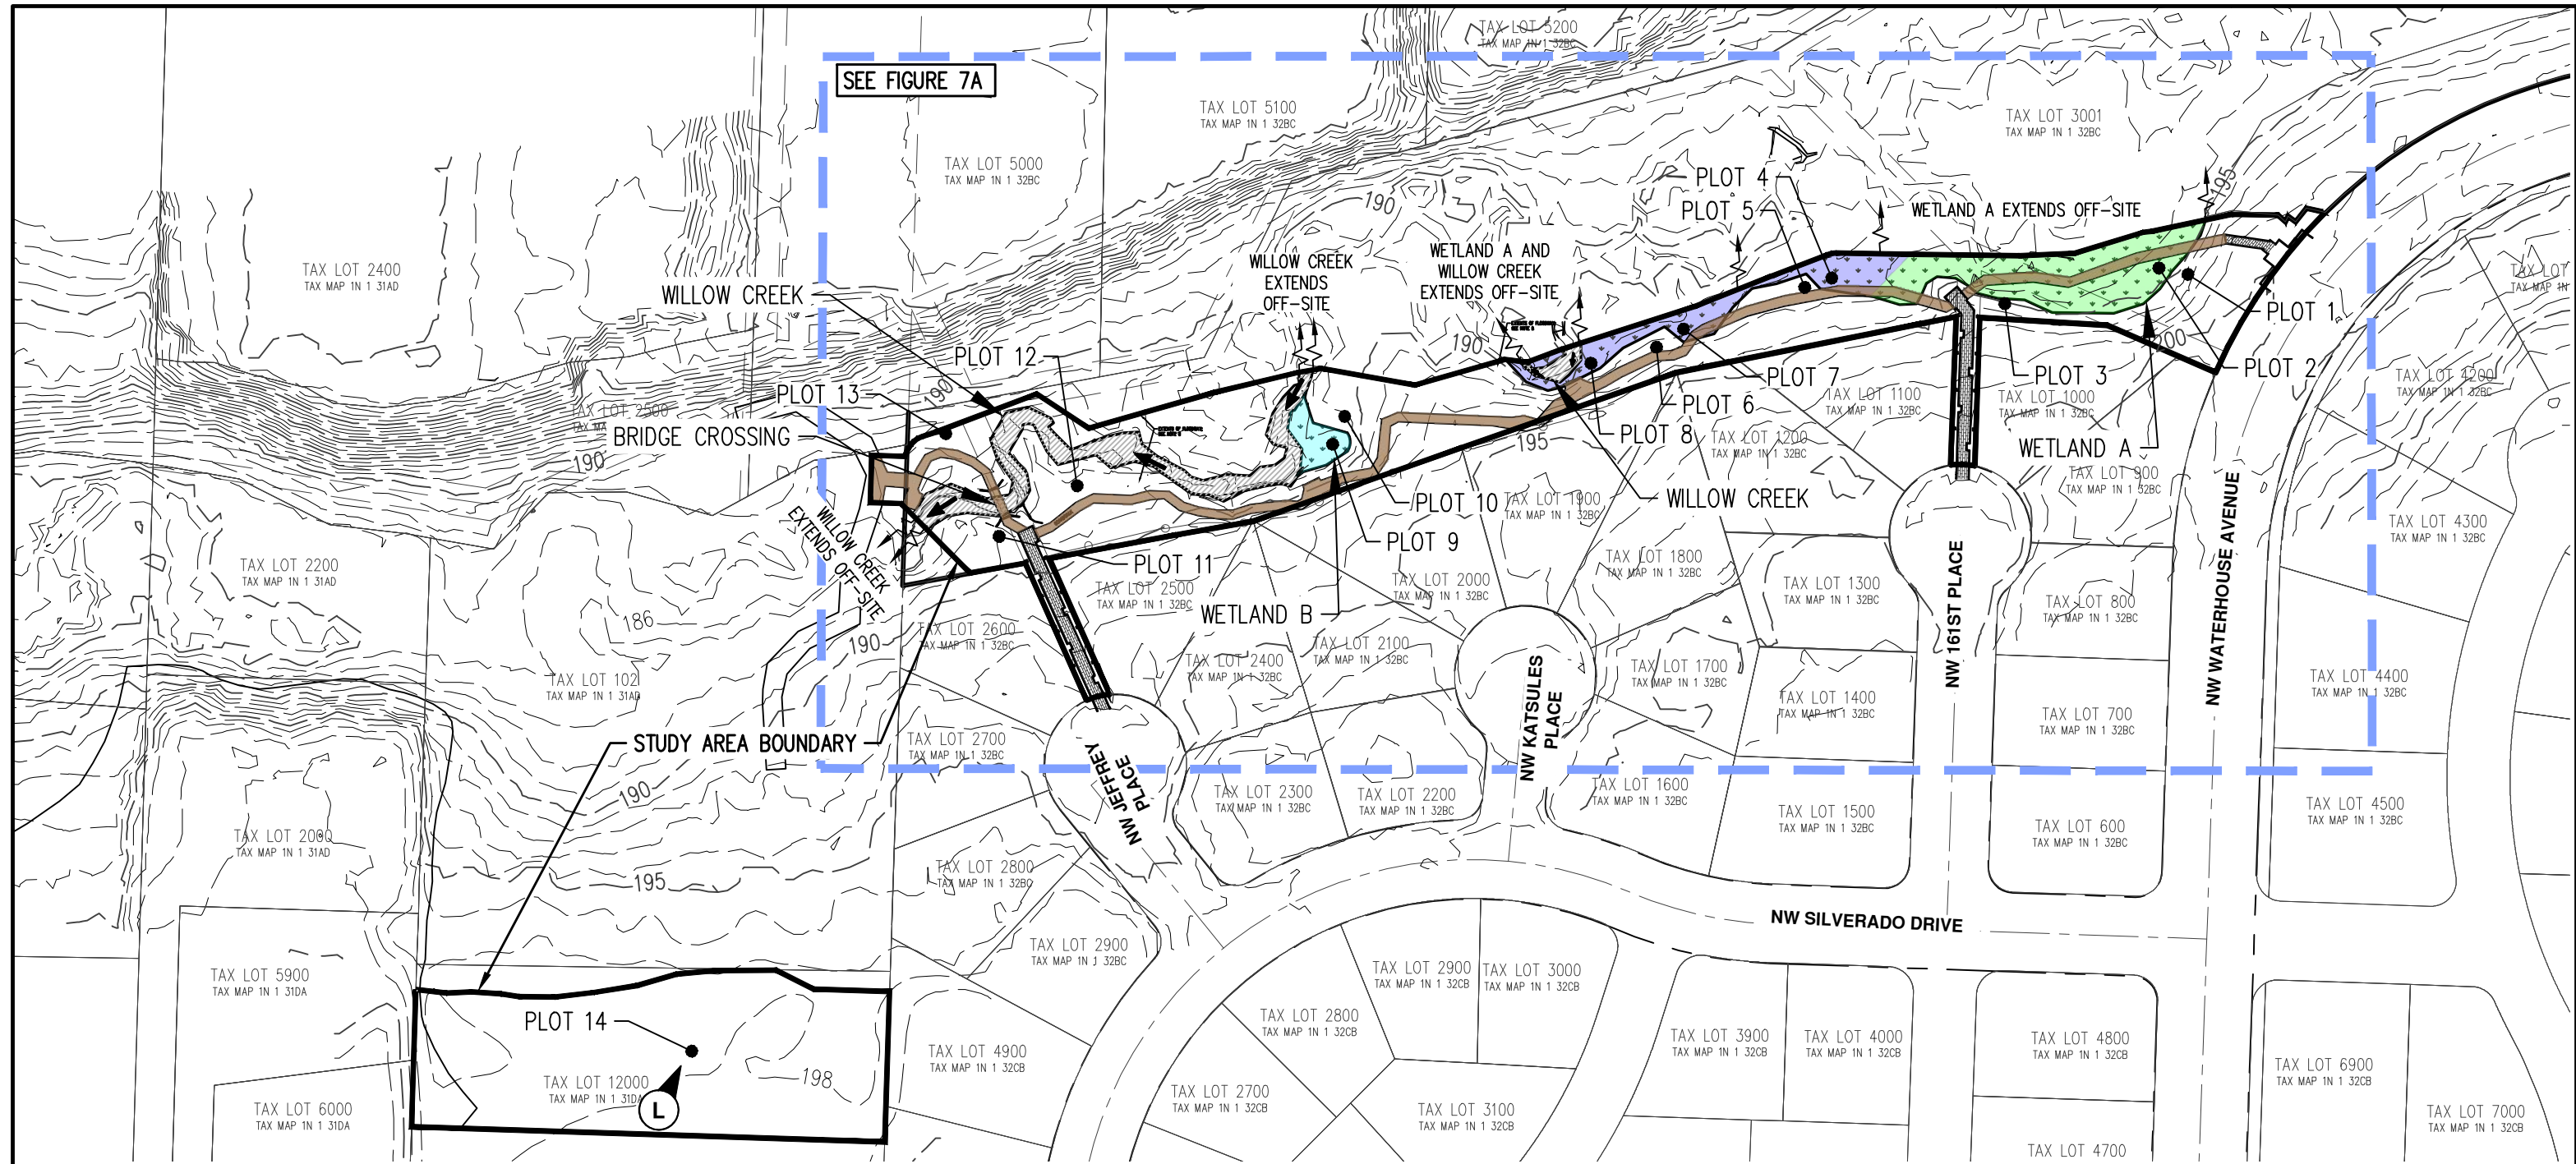 TAX LOT 5200
TAX MAP 1N 1 32BC
SEE FIGURE 7A
TAX LOT 5100
TAX MAP 1N 1 32BC
TAX LOT 3001
TAX MAP 1N 1 32BC
TAX LOT 5000
TAX MAP 1N 1 32BC
PLOT 4
PLOT 5
190
195
WETLAND A EXTENDS OFF-SITE
WETLAND A AND
WILLOW CREEK
EXTENDS OFF-SITE
WILLOW CREEK
EXTENDS
OFF-SITE
TAX LOT 2400
TAX MAP 1N 1 31AD
WILLOW CREEK
TAX LOT
TAX MAP 1N
PLOT 1
190
200
PLOT 12
PLOT 2
PLOT 13
190
PLOT 7
PLOT 3
TAX LOT 4200
TAX MAP 1N 1 32BC
TAX LOT 1100
TAX MAP 1N 1 32BC
TAX LOT 1000
TAX MAP 1N 1 32BC
PLOT 6
TAX LOT 2500
TAX MA
BRIDGE CROSSING
PLOT 8
195
TAX LOT 1200
TAX MAP 1N 1 32BC
WETLAND A
190
TAX LOT 900
TAX MAP 1N 1 32BC
PLOT 10
TAX LOT 1900
TAX MAP 1N 1 32BC
WILLOW CREEK
PLOT 9
WILLOW CREEK
EXTENDS OFF-SITE
TAX LOT 4300
TAX MAP 1N 1 32BC
TAX LOT 2200
TAX MAP 1N 1 31AD
PLOT 11
TAX LOT 2500
TAX MAP 1N 1 32BC
TAX LOT 2000
TAX MAP 1N 1 32BC
TAX LOT 1800
TAX MAP 1N 1 32BC
TAX LOT 1300
TAX MAP 1N 1 32BC
NW 161ST PLACE
TAX LOT 800
TAX MAP 1N 1 32BC
NW WATERHOUSE AVENUE
186
WETLAND B
TAX LOT 2600
TAX MAP 1N 1 32BC
190
TAX LOT 2400
TAX MAP 1N 1 32BC
TAX LOT 2100
TAX MAP 1N 1 32BC
NW KATSULES
PLACE
TAX LOT 1700
TAX MAP 1N 1 32BC
TAX LOT 1400
TAX MAP 1N 1 32BC
TAX LOT 700
TAX MAP 1N 1 32BC
TAX LOT 4400
TAX MAP 1N 1 32BC
TAX LOT 102
TAX MAP 1N 1 31AD
STUDY AREA BOUNDARY
TAX LOT 2700
TAX MAP 1N 1 32BC
NW JEFFREY
PLACE
190
TAX LOT 2300
TAX MAP 1N 1 32BC
TAX LOT 2200
TAX MAP 1N 1 32BC
TAX LOT 1600
TAX MAP 1N 1 32BC
TAX LOT 1500
TAX MAP 1N 1 32BC
TAX LOT 600
TAX MAP 1N 1 32BC
TAX LOT 4500
TAX MAP 1N 1 32BC
TAX LOT 2000
TAX MAP 1N 1 31AD
195
TAX LOT 2800
TAX MAP 1N 1 32BC
NW SILVERADO DRIVE
TAX LOT 2900
TAX MAP 1N 1 32BC
TAX LOT 5900
TAX MAP 1N 1 31DA
TAX LOT 2900
TAX MAP 1N 1 32CB
TAX LOT 3000
TAX MAP 1N 1 32CB
PLOT 14
TAX LOT 2800
TAX MAP 1N 1 32CB
TAX LOT 3900
TAX MAP 1N 1 32CB
TAX LOT 4000
TAX MAP 1N 1 32CB
TAX LOT 4800
TAX MAP 1N 1 32CB
TAX LOT 4900
TAX MAP 1N 1 32CB
TAX LOT 6900
TAX MAP 1N 1 32CB
198
TAX LOT 12000
TAX MAP 1N 1 31DA
L
TAX LOT 6000
TAX MAP 1N 1 31DA
TAX LOT 2700
TAX MAP 1N 1 32CB
TAX LOT 3100
TAX MAP 1N 1 32CB
TAX LOT 7000
TAX MAP 1N 1 32CB
TAX LOT 4700